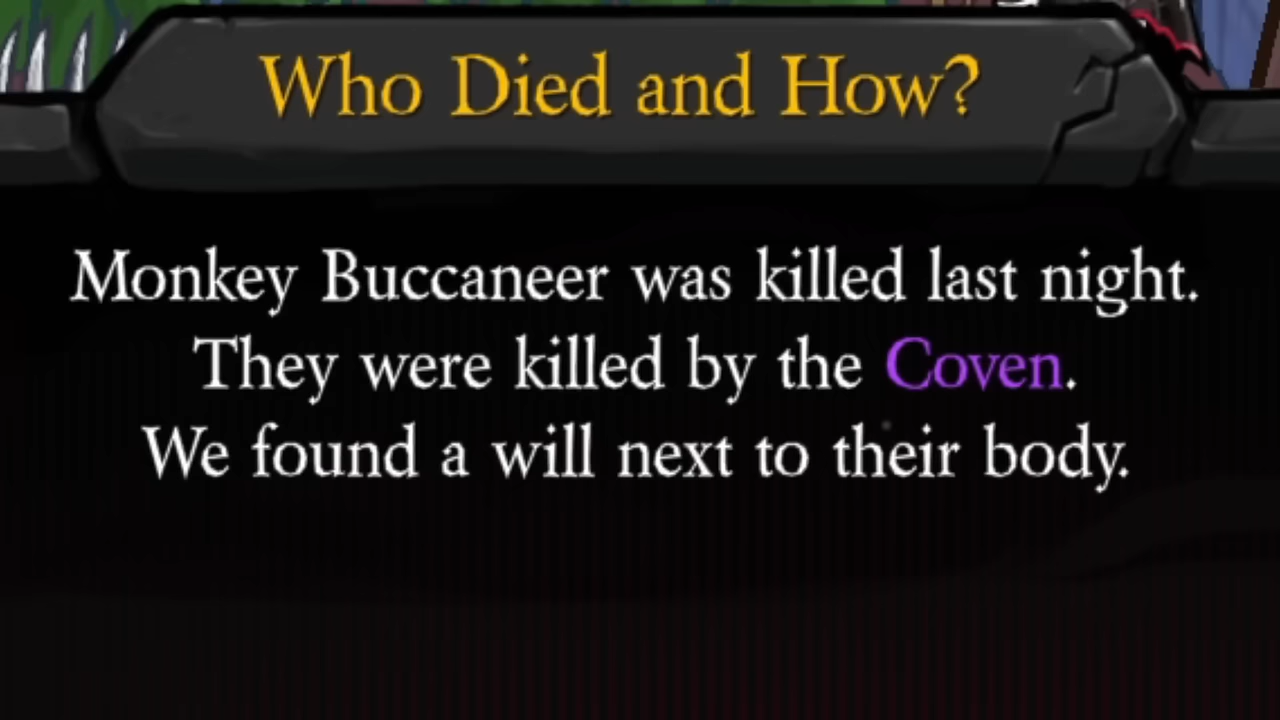 Who Died and How?
Monkey Buccaneer was killed last night.
They were killed by the Coven.
We found a will next to their body.